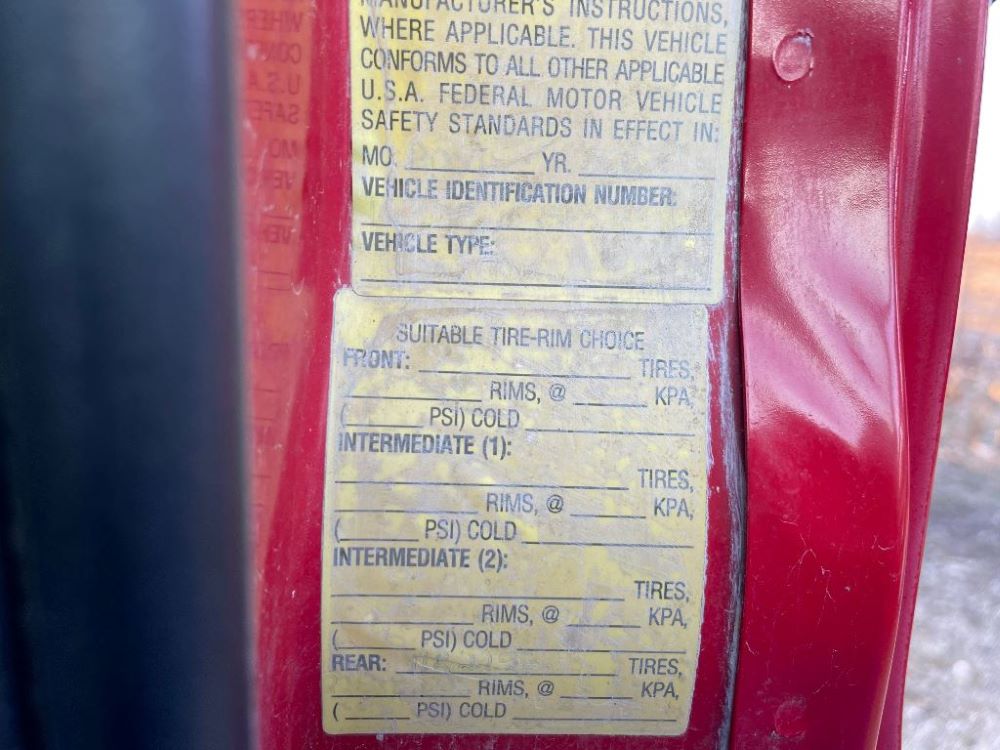 MANUFACTURER'S INSTRUCTIONS,
WHERE APPLICABLE. THIS VEHICLE
CONFORMS TO ALL OTHER APPLICABLE
U.S.A. FEDERAL MOTOR VEHICLE
SAFETY STANDARDS IN EFFECT IN:
MO. YR.
VEHICLE IDENTIFICATION NUMBER:
VEHICLE TYPE:
SUITABLE TIRE-RIM CHOICE
FRONT: TIRES,
RIMS, @ KPA,
( PSI) COLD
INTERMEDIATE (1):
TIRES,
RIMS, @ KPA,
( PSI) COLD
INTERMEDIATE (2):
TIRES,
RIMS, @ KPA,
( PSI) COLD
REAR: TIRES,
RIMS, @ KPA,
( PSI) COLD